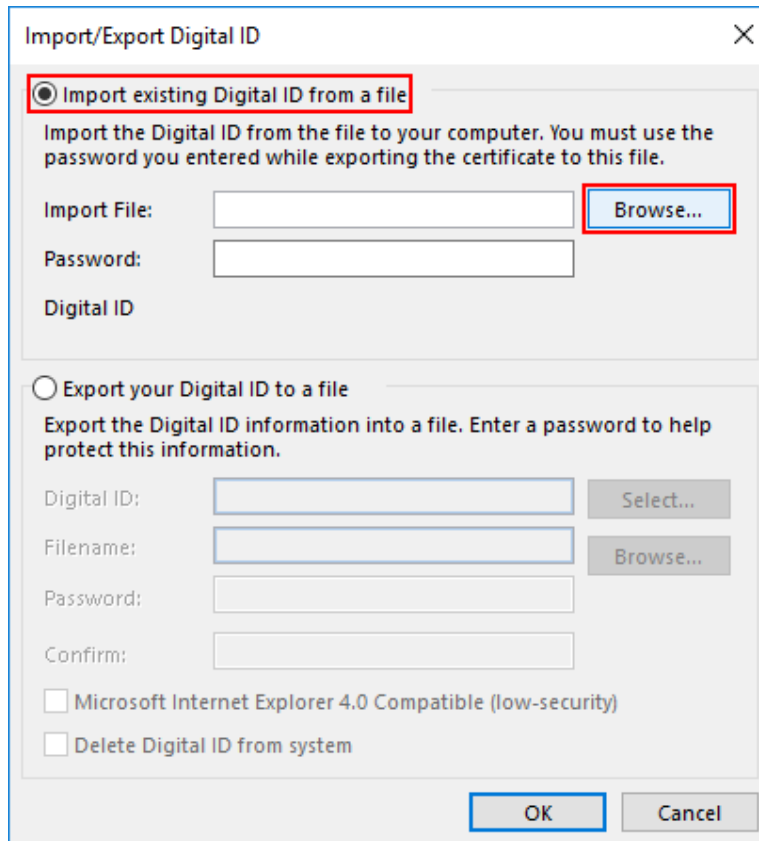 Import/Export Digital ID
Import existing Digital ID from a file
Import the Digital ID from the file to your computer. You must use the
password you entered while exporting the certificate to this file.
Import File:
Browse...
Password:
Digital ID
Export your Digital ID to a file
Export the Digital ID information into a file. Enter a password to help
protect this information.
Digital ID:
Select...
Filename:
Browse...
Password:
Confirm:
Microsoft Internet Explorer 4.0 Compatible (low-security)
Delete Digital ID from system
OK
Cancel